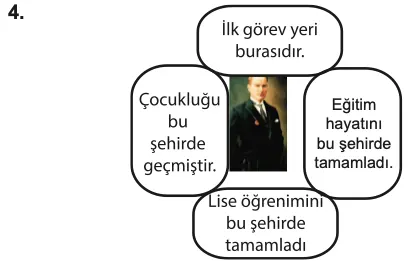 4.
İlk görev yeri
burasıdır.
Çocukluğu
bu
şehirde
geçmiştir.
Eğitim
hayatını
bu şehirde
tamamladı.
Lise öğrenimini
bu şehirde
tamamladı